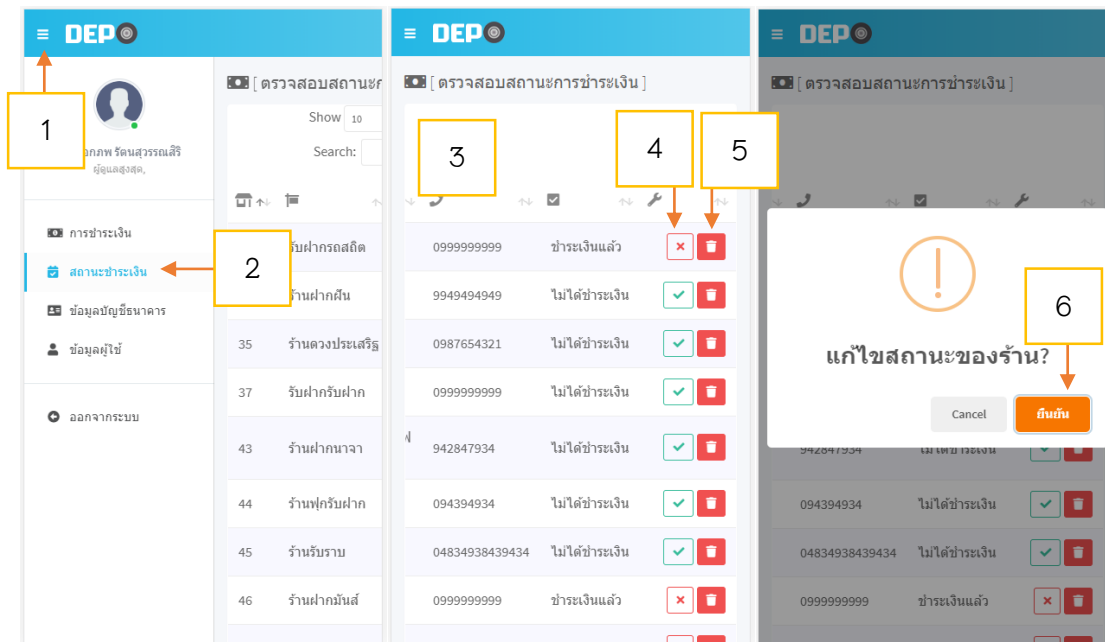 DEPO
1
กภพ รัตนสุวรรณสิริ
ผู้ดูแลสูงสุด,
การชำระเงิน
สถานะชำระเงิน
ข้อมูลบัญชีธนาคาร
ข้อมูลผู้ใช้
ออกจากระบบ
2
[ ตรวจสอบสถานะก
Show 10
Search:
รับฝากรถสถิต
ร้านฝากฝืน
35 ร้านดวงประเสริฐ
37 รับฝากรับฝาก
43 ร้านฝากนาจา
44 ร้านฟุกรับฝาก
45 ร้านรับราบ
46 ร้านฝากมันส์
DEPO
[ ตรวจสอบสถานะการชำระเงิน ]
3
4
5
0999999999 ชำระเงินแล้ว
9949494949 ไม่ได้ชำระเงิน
0987654321 ไม่ได้ชำระเงิน
0999999999 ไม่ได้ชำระเงิน
942847934 ไม่ได้ชำระเงิน
094394934 ไม่ได้ชำระเงิน
04834938439434 ไม่ได้ชำระเงิน
0999999999 ชำระเงินแล้ว
DEPO
[ ตรวจสอบสถานะการชำระเงิน ]
6
แก้ไขสถานะของร้าน?
Cancel ยืนยัน
942847934 ไม่ได้ชำระเงิน
094394934 ไม่ได้ชำระเงิน
04834938439434 ไม่ได้ชำระเงิน
0999999999 ชำระเงินแล้ว